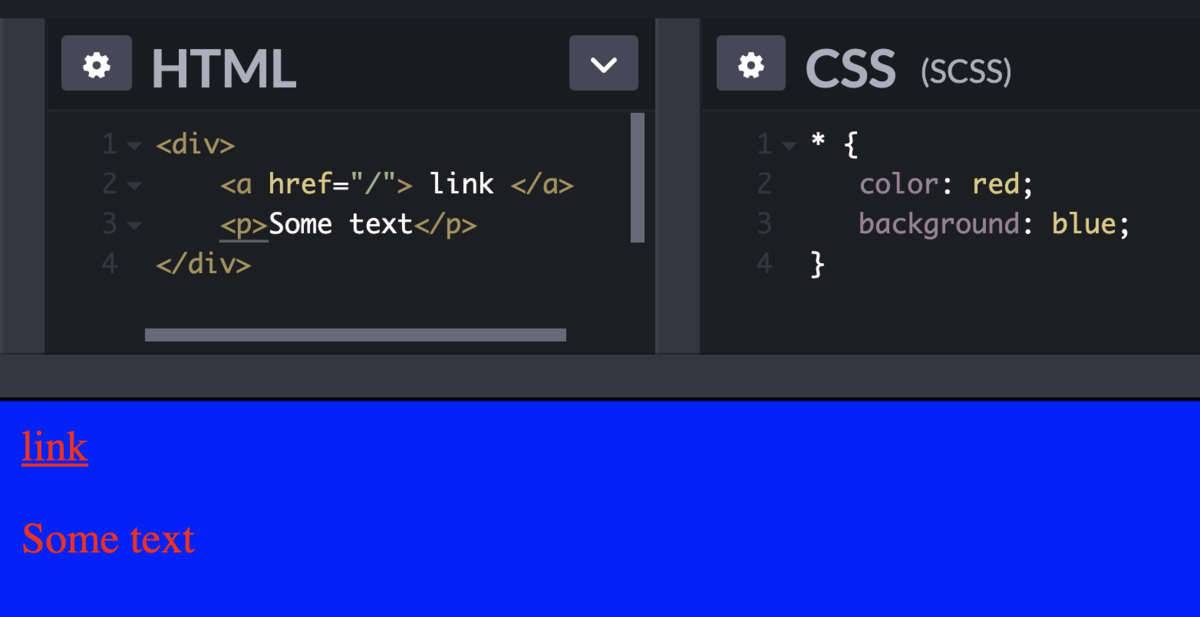 HTML
1 <div>
2 <a href="/"> link </a>
3 <p>Some text</p>
4 </div>
CSS (SCSS)
1 * {
2 color: red;
3 background: blue;
4 }
link
Some text